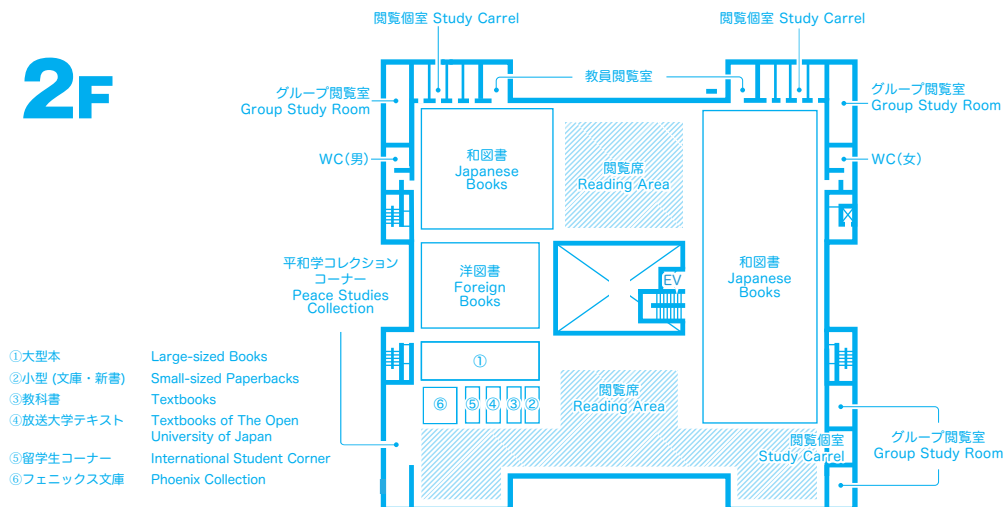 2F
閲覧個室 Study Carrel
閲覧個室 Study Carrel
教員閲覧室
グループ閲覧室
Group Study Room
グループ閲覧室
Group Study Room
WC(男)
WC(女)
和図書
Japanese
Books
閲覧席
Reading Area
平和学コレクション
コーナー
Peace Studies
Collection
洋図書
Foreign
Books
EV
和図書
Japanese
Books
①大型本 Large-sized Books
②小型 (文庫・新書) Small-sized Paperbacks
③教科書 Textbooks
④放送大学テキスト Textbooks of The Open
University of Japan
⑤留学生コーナー International Student Corner
⑥フェニックス文庫 Phoenix Collection
①
⑥ ⑤ ④ ③ ②
閲覧席
Reading Area
閲覧個室
Study Carrel
グループ閲覧室
Group Study Room